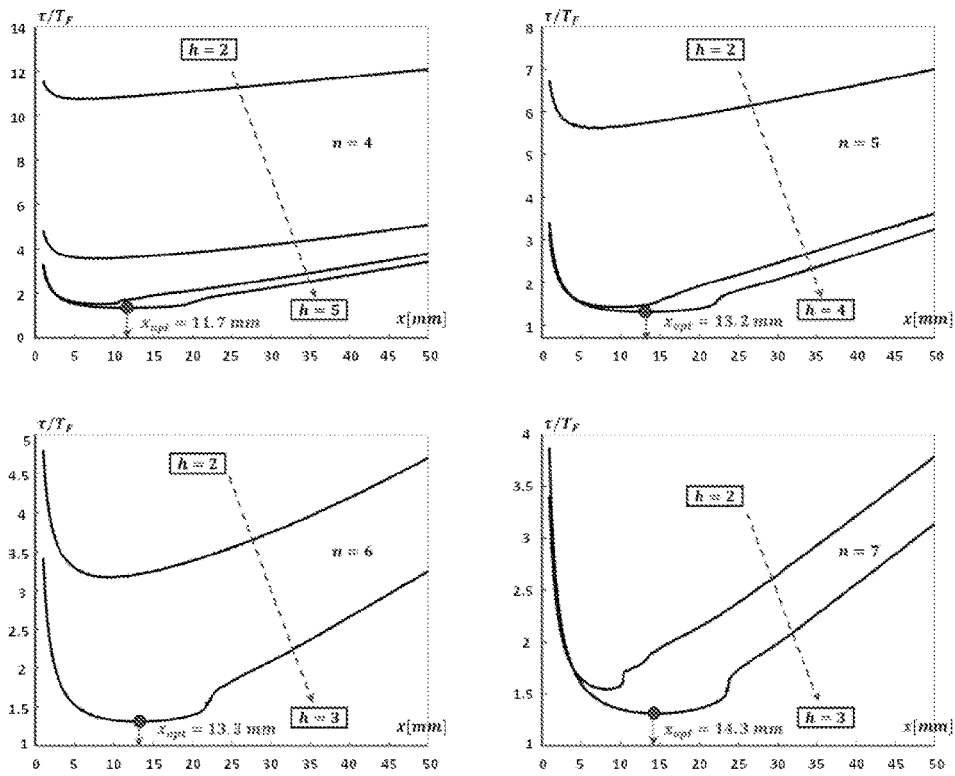 τ/T_F
14
h = 2
12
10
n = 4
8
6
4
2
h = 5
x[mm]
x_opt = 11.7 mm
0
0 5 10 15 20 25 30 35 40 45 50
τ/T_F
8
h = 2
7
6
n = 5
5
4
3
2
h = 4
x[mm]
x_opt = 13.2 mm
1
0 5 10 15 20 25 30 35 40 45 50
τ/T_F
5
h = 2
4.5
4
3.5
n = 6
3
2.5
2
1.5
h = 3
x[mm]
x_opt = 13.3 mm
1
0 5 10 15 20 25 30 35 40 45 50
τ/T_F
4
3.5
h = 2
3
n = 7
2.5
2
1.5
h = 3
x[mm]
x_opt = 14.3 mm
1
0 5 10 15 20 25 30 35 40 45 50